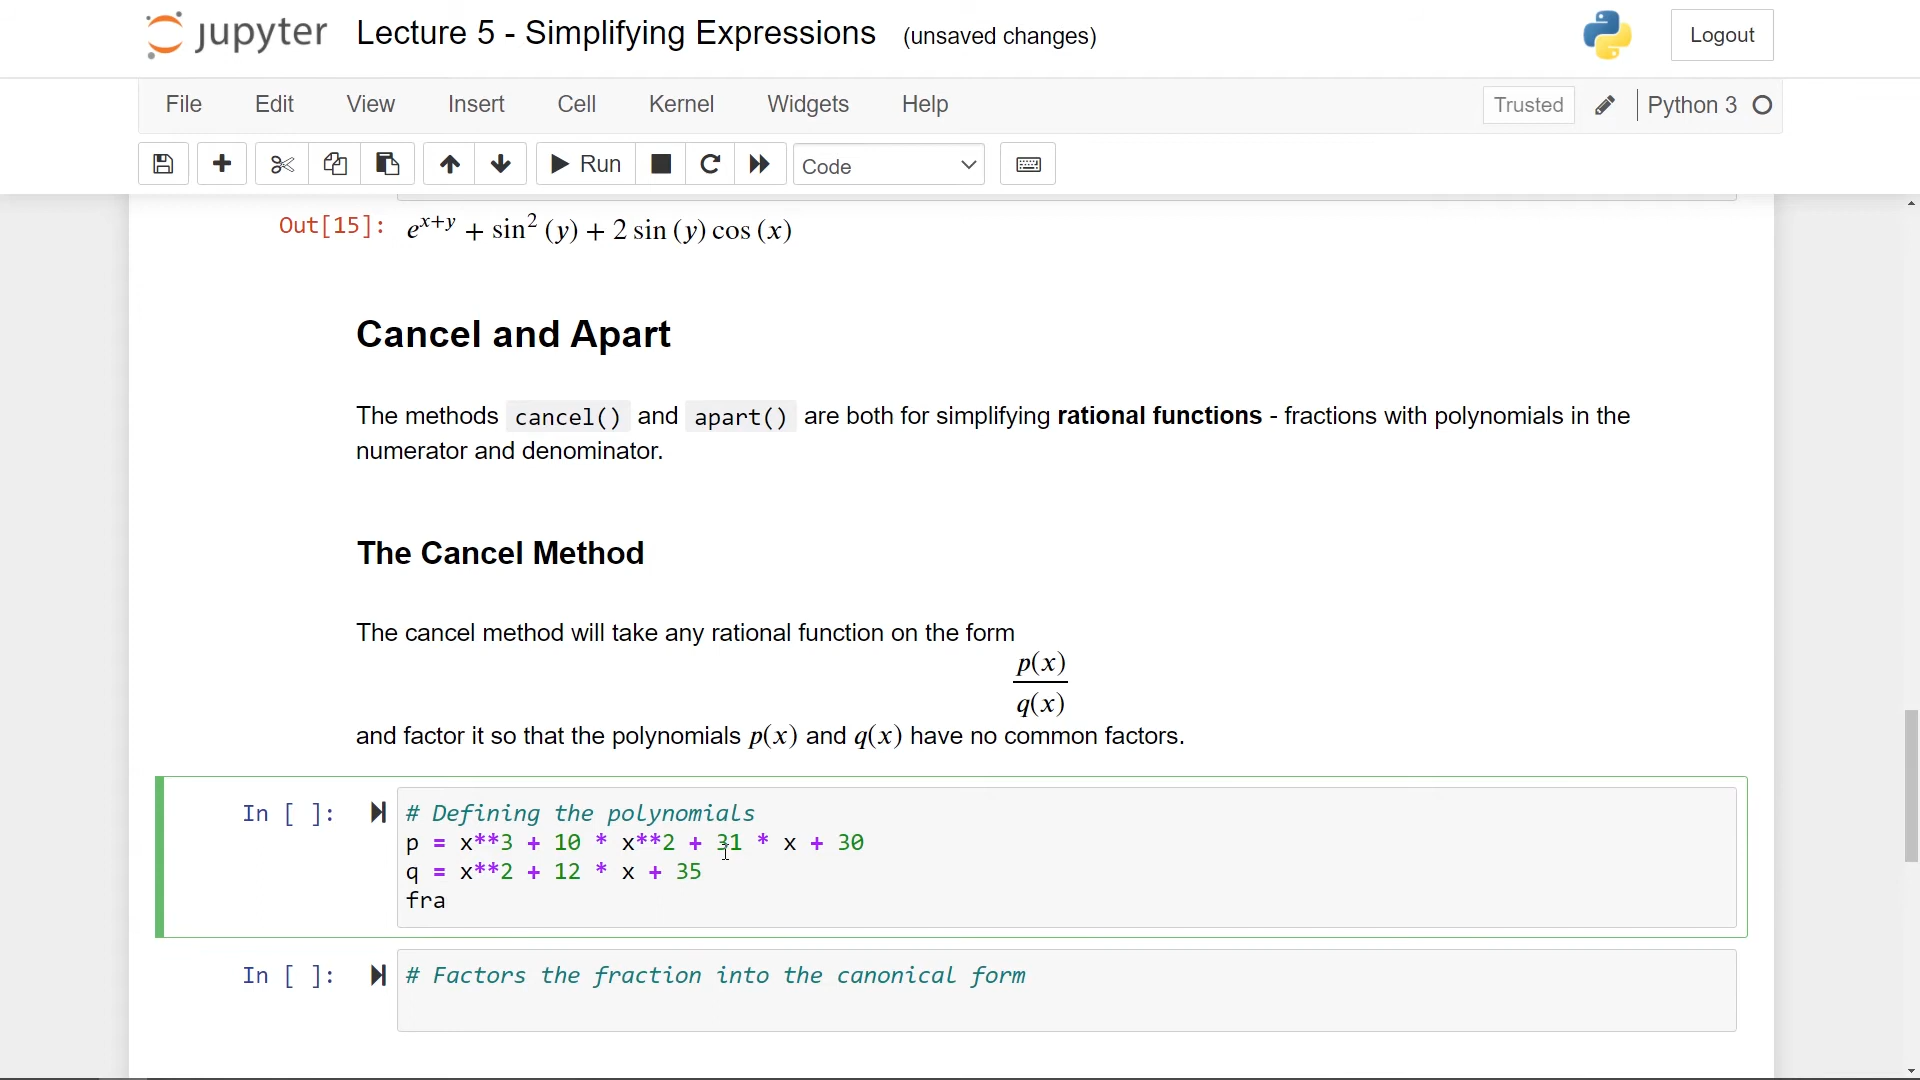 jupyter Lecture 5 - Simplifying Expressions (unsaved changes) Logout
File Edit View Insert Cell Kernel Widgets Help Trusted Python 3
Run Code
Out[15]: e^{x+y} + sin² (y) + 2 sin (y) cos (x)
Cancel and Apart
The methods cancel() and apart() are both for simplifying rational functions - fractions with polynomials in the
numerator and denominator.
The Cancel Method
The cancel method will take any rational function on the form
p(x)
q(x)
and factor it so that the polynomials p(x) and q(x) have no common factors.
In [ ]: # Defining the polynomials
p = x**3 + 10 * x**2 + 31 * x + 30
q = x**2 + 12 * x + 35
fra
In [ ]: # Factors the fraction into the canonical form